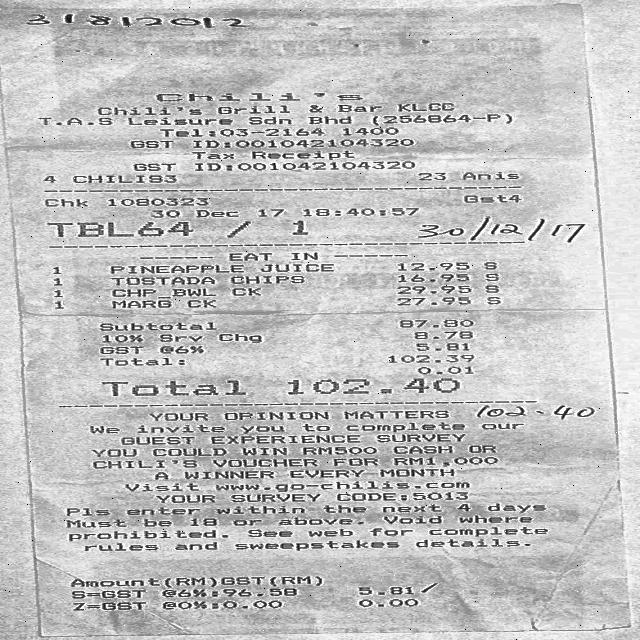 31812012
Chili's
Chili's Grill & Bar KLCC
T.A.S Leisure Sdn Bhd (256864-P)
Tel:03-2164 1400
GST ID:001042104320
Tax Receipt
GST ID:001042104320
4 CHILIS3 23 Anis
Chk 1080323 Gst4
30 Dec 17 18:40:57
TBL64 / 1 30/12/17
------ EAT IN ------
1 PINEAPPLE JUICE 12.95 S
1 TOSTADA CHIPS 16.95 S
1 CHP BWL CK 29.95 S
1 MARG CK 27.95 S
Subtotal 87.80
10% Srv Chg 8.78
GST @6% 5.81
Total: 102.39
0.01
Total 102.40
YOUR OPINION MATTERS 102.40
We invite you to complete our
GUEST EXPERIENCE SURVEY
YOU COULD WIN RM500 CASH OR
CHILI'S VOUCHER FOR RM1,000
A WINNER EVERY MONTH
Visit www.go-chilis.com
YOUR SURVEY CODE:5013
Pls enter within the next 4 days
Must be 18 or above. Void where
prohibited. See web for complete
rules and sweepstakes details.
Amount(RM)GST(RM)
S=GST @6%:96.58 5.81
Z=GST @0%:0.00 0.00